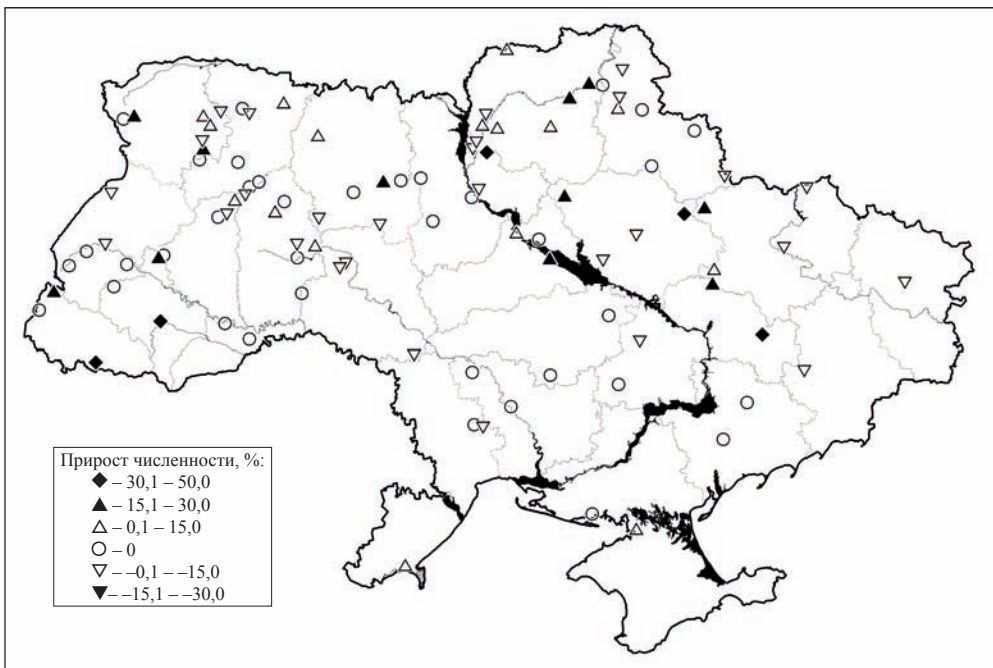 Прирост численности, %:
– 30,1 – 50,0
– 15,1 – 30,0
– 0,1 – 15,0
– 0
– –0,1 – –15,0
– –15,1 – –30,0